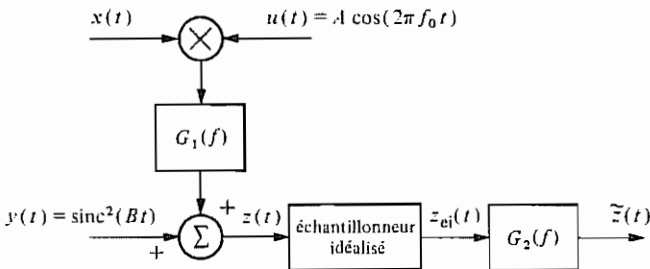 x(t)
u(t) = A cos(2π f₀ t)
G₁(f)
y(t) = sinc²(Bt)
+
+
Σ
z(t)
échantillonneur
idéalisé
z_ei(t)
G₂(f)
z̃(t)